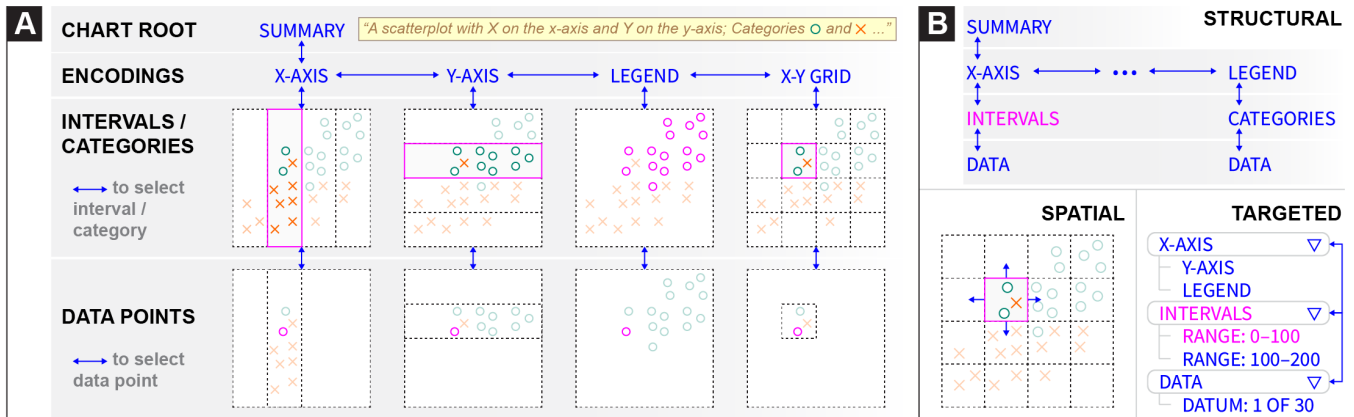 A
CHART ROOT
SUMMARY
"A scatterplot with X on the x-axis and Y on the y-axis; Categories and ..."
ENCODINGS
X-AXIS
Y-AXIS
LEGEND
X-Y GRID
INTERVALS /
CATEGORIES
to select
interval /
category
DATA POINTS
to select
data point
B
STRUCTURAL
SUMMARY
X-AXIS
•••
LEGEND
INTERVALS
CATEGORIES
DATA
DATA
SPATIAL
TARGETED
X-AXIS
Y-AXIS
LEGEND
INTERVALS
RANGE: 0–100
RANGE: 100–200
DATA
DATUM: 1 OF 30